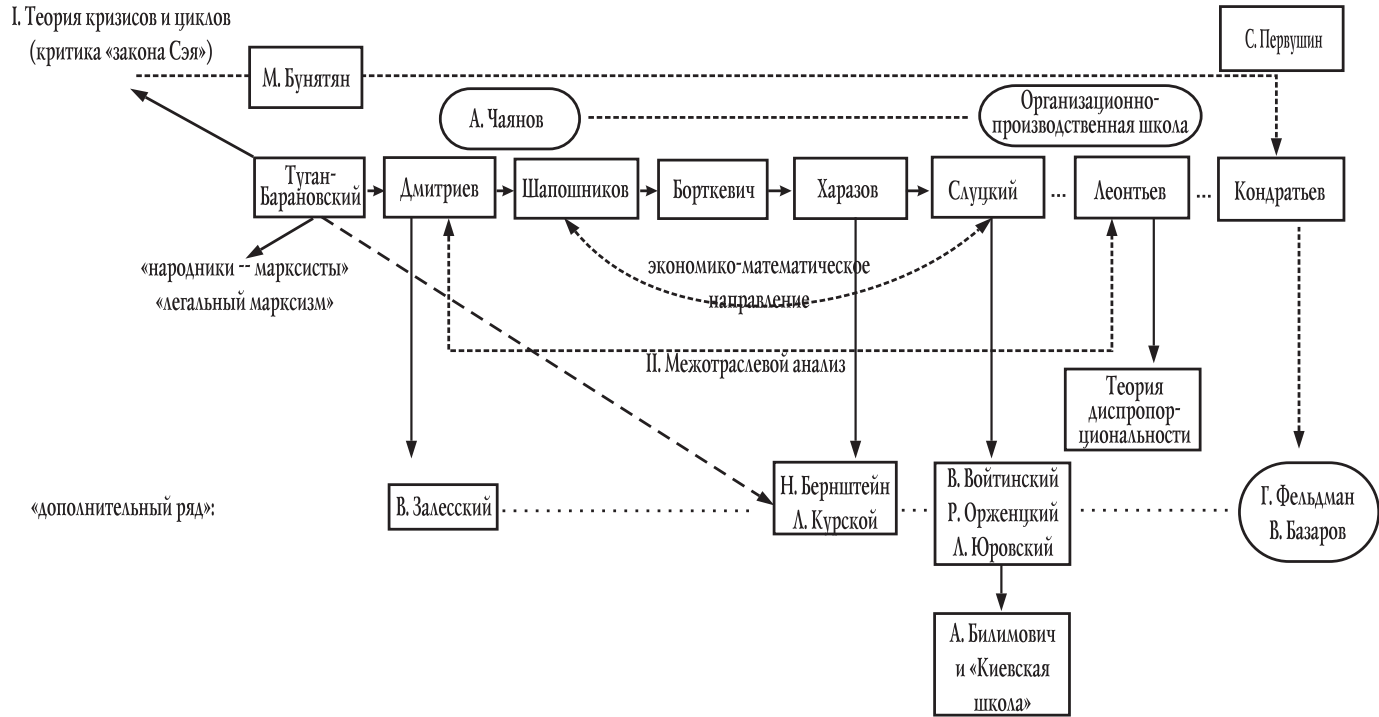 I. Теория кризисов и циклов
(критика «закона Сэя»)
С. Первушин
М. Бунятян
А. Чаянов
Организационно-
производственная школа
Туган-
Барановский
Дмитриев
Шапошников
Борткевич
Харазов
Слуцкий
...
Леонтьев
...
Кондратьев
«народники -- марксисты»
«легальный марксизм»
экономико-математическое
направление
II. Межотраслевой анализ
Теория
диспропор-
циональности
«дополнительный ряд»:
В. Залесский
Н. Бернштейн
Л. Курской
В. Войтинский
Р. Орженцкий
Л. Юровский
Г. Фельдман
В. Базаров
А. Билимович
и «Киевская
школа»